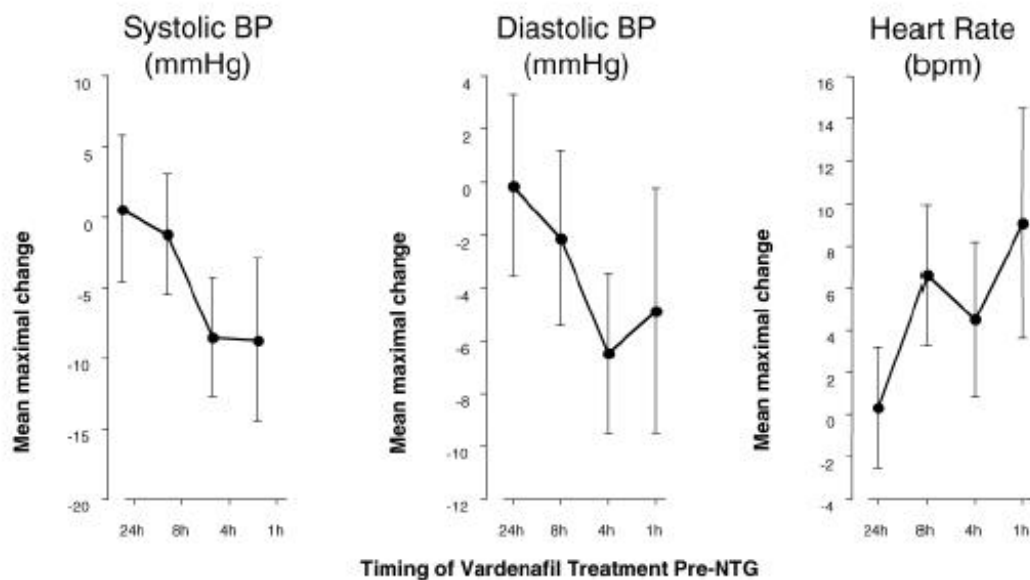 Systolic BP
(mmHg)
Diastolic BP
(mmHg)
Heart Rate
(bpm)
Mean maximal change
10
5
0
-5
-10
-15
-20
24h 8h 4h 1h
Mean maximal change
4
2
0
-2
-4
-6
-8
-10
-12
24h 8h 4h 1h
Mean maximal change
16
14
12
10
8
6
4
2
0
-2
-4
24h 8h 4h 1h
Timing of Vardenafil Treatment Pre-NTG